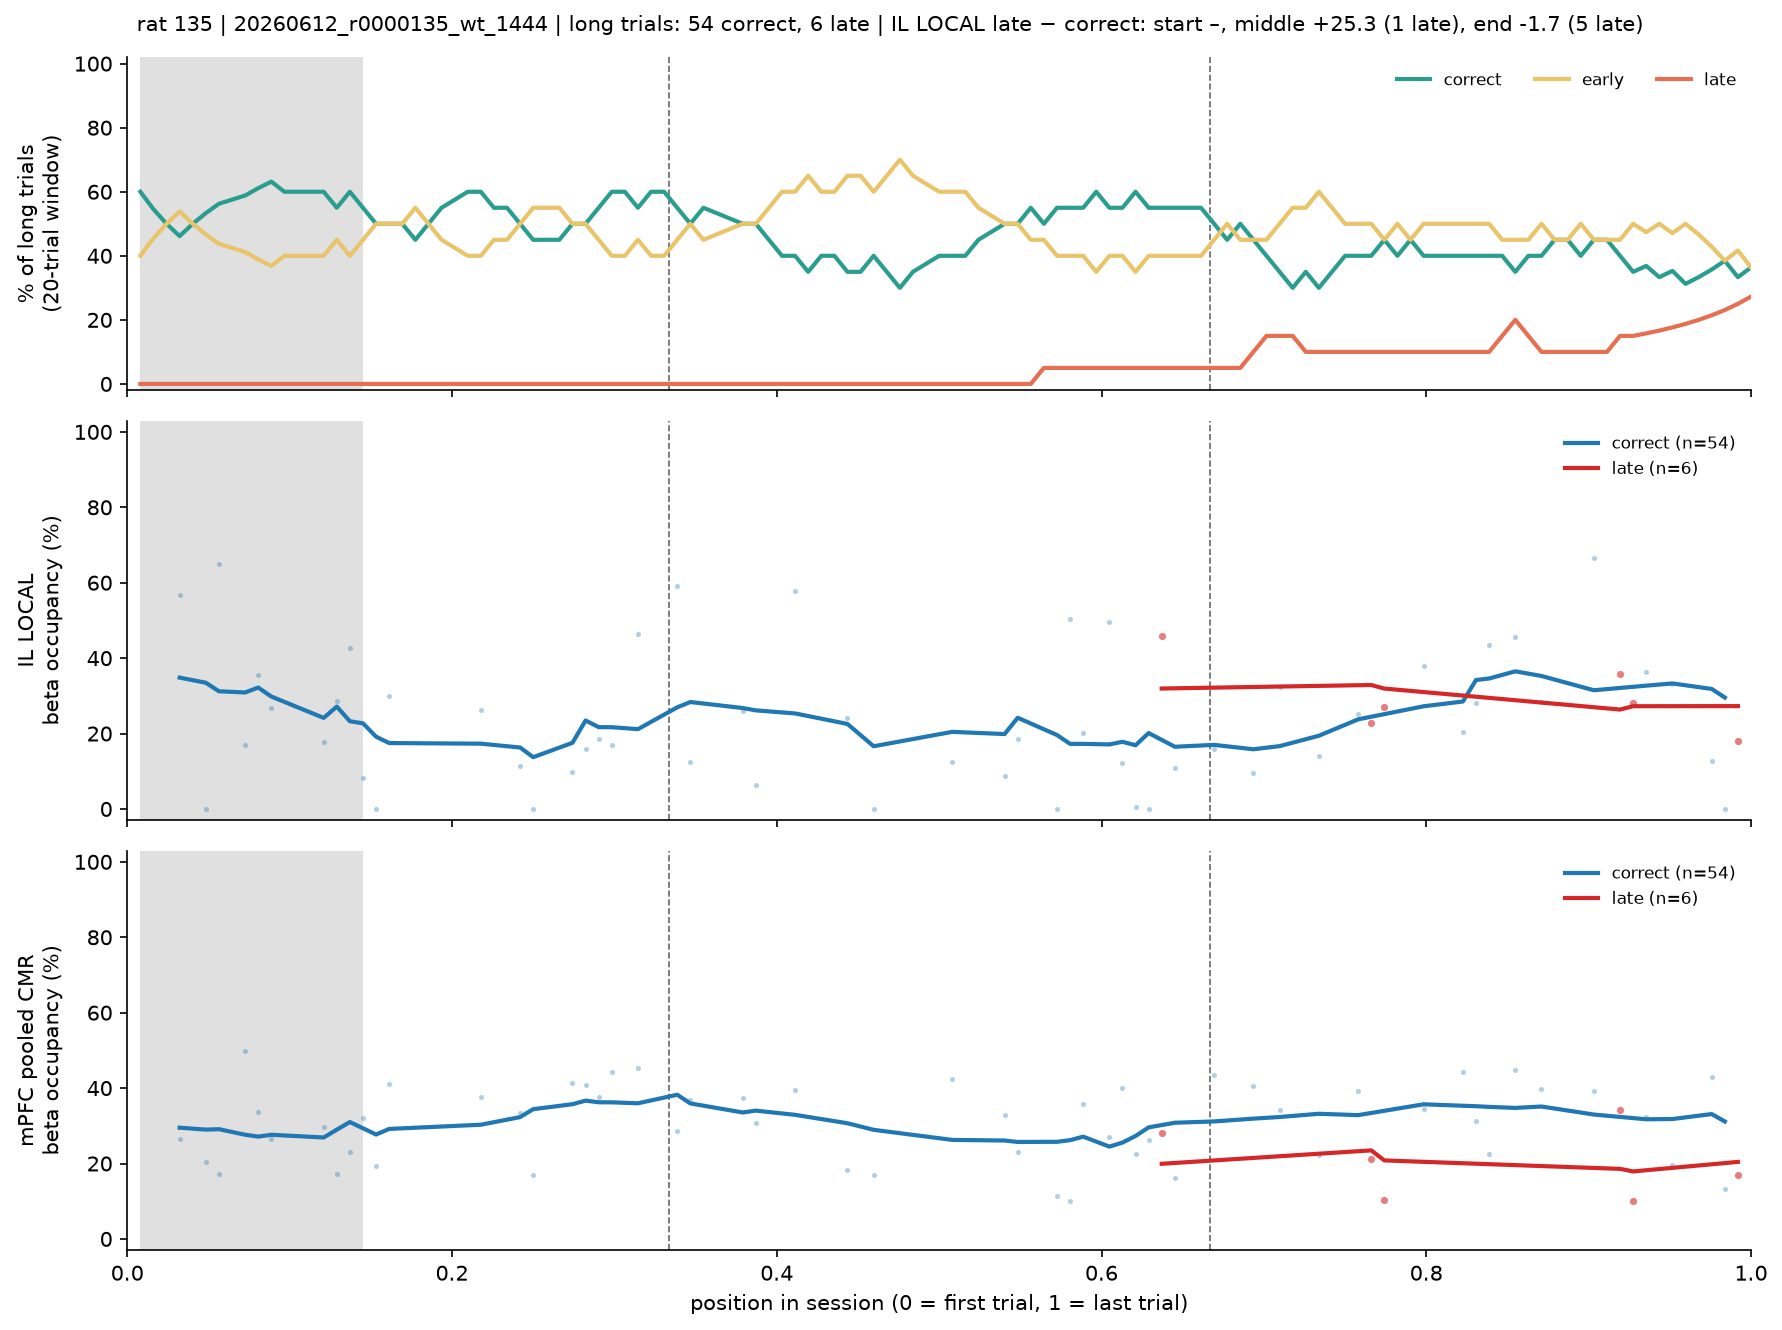 rat 135 | 20260612_r0000135_wt_1444 | long trials: 54 correct, 6 late | IL LOCAL late − correct: start –, middle +25.3 (1 late), end -1.7 (5 late)
% of long trials
(20-trial window)
100
80
60
40
20
0
correct
early
late
IL LOCAL
beta occupancy (%)
100
80
60
40
20
0
correct (n=54)
late (n=6)
mPFC pooled CMR
beta occupancy (%)
100
80
60
40
20
0
correct (n=54)
late (n=6)
0.0
0.2
0.4
0.6
0.8
1.0
position in session (0 = first trial, 1 = last trial)